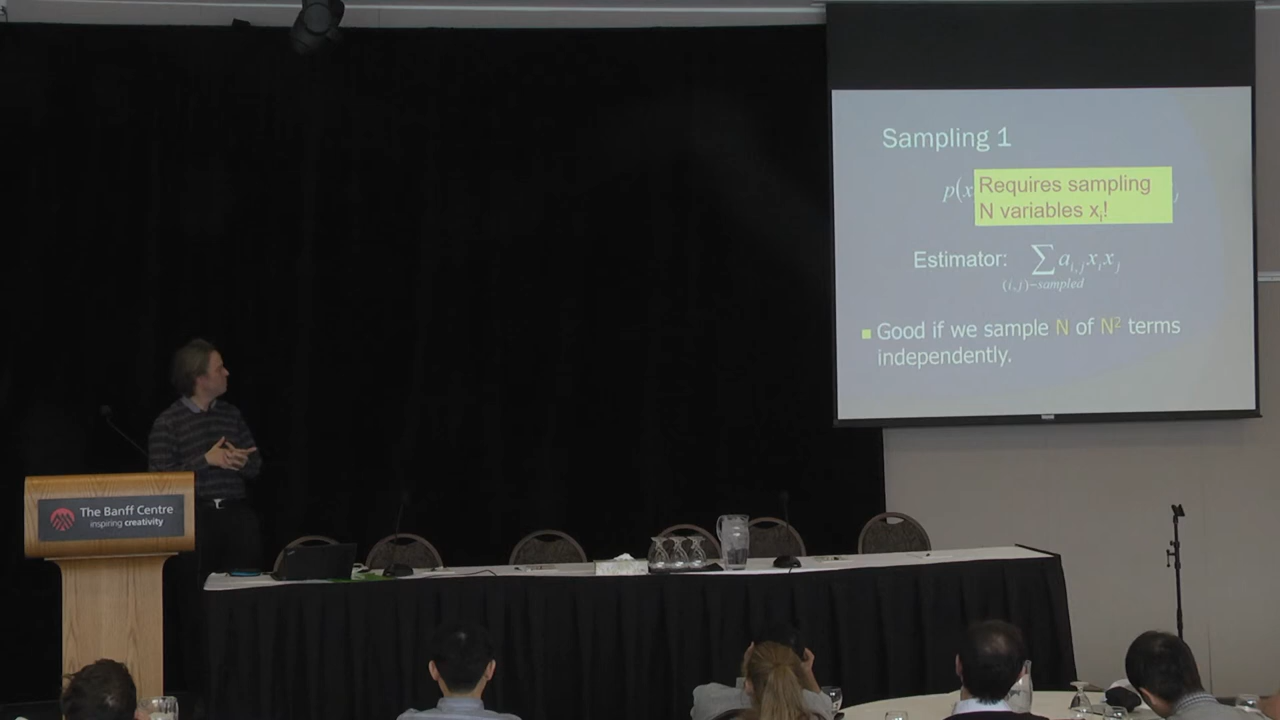 Sampling 1
p(x
Requires sampling
N variables xᵢ!
j
Estimator: ∑ aᵢ,ⱼxᵢxⱼ
(i,j)−sampled
Good if we sample N of N² terms
independently.
The Banff Centre
inspiring creativity